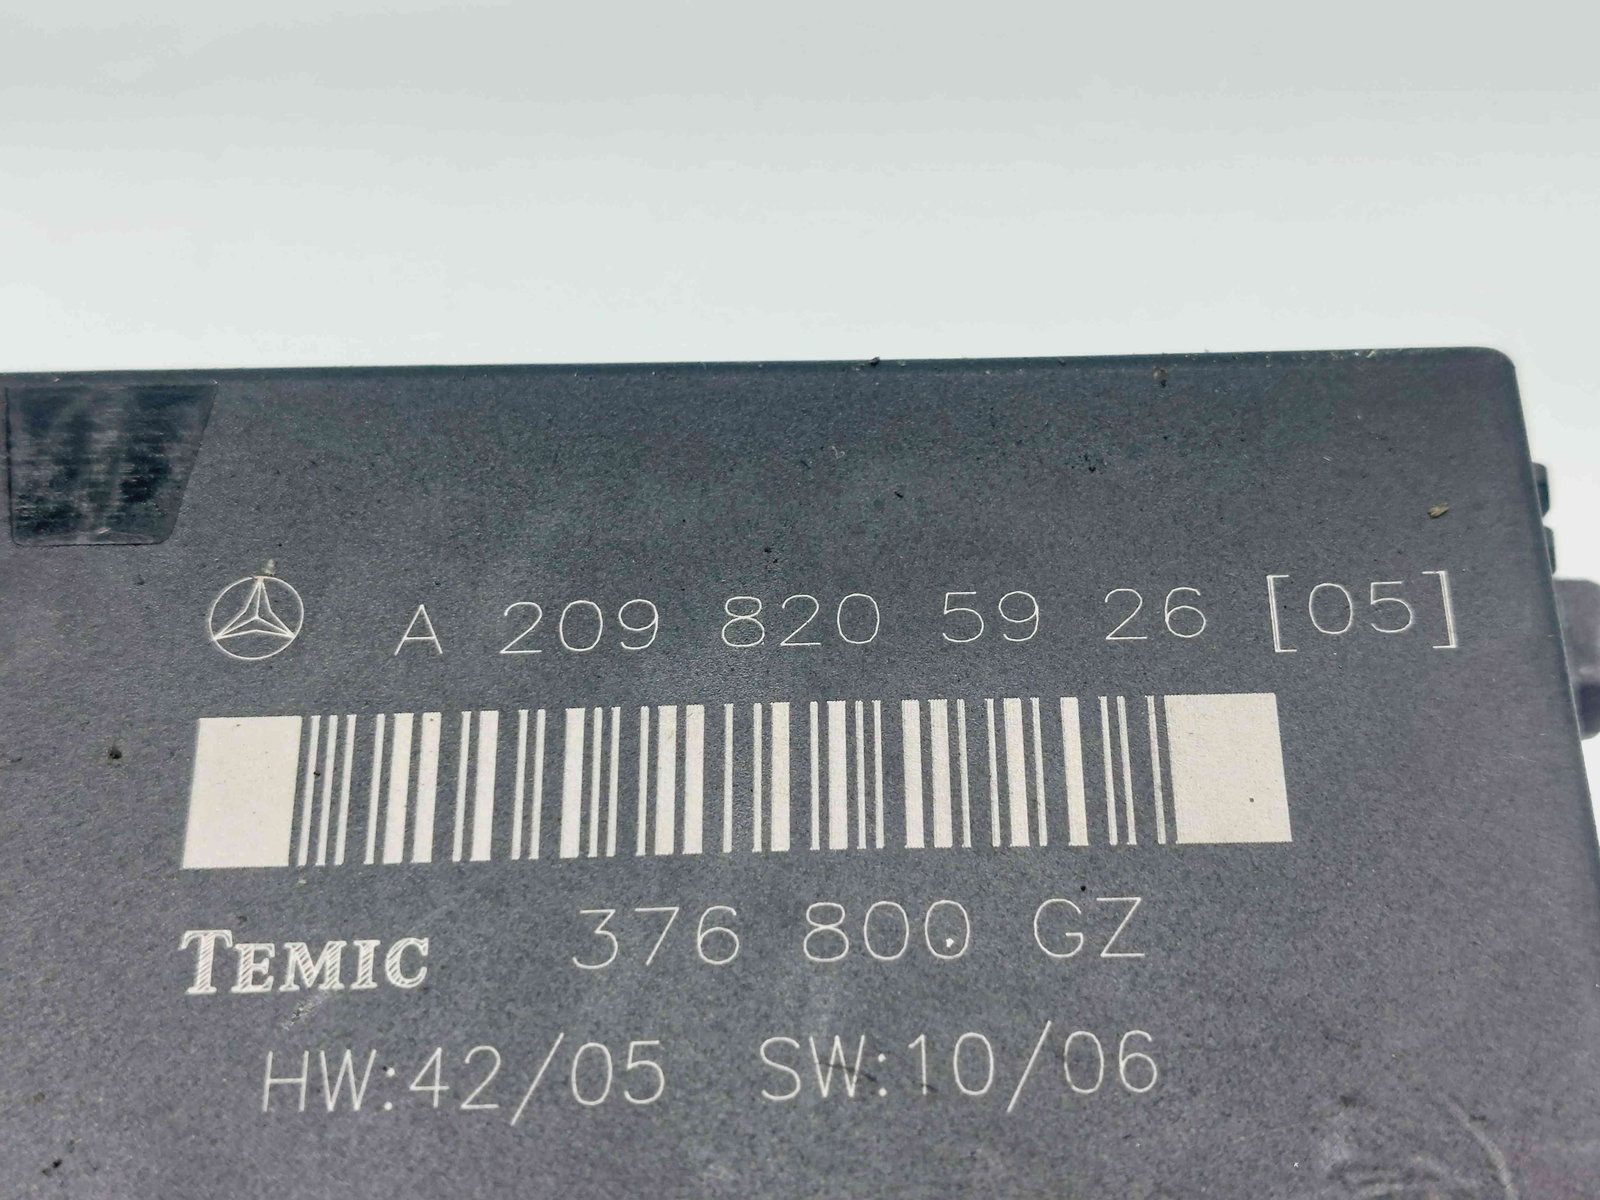 A 209 820 59 26 [05]
TEMIC 376 800 GZ
HW:42/05 SW:10/06